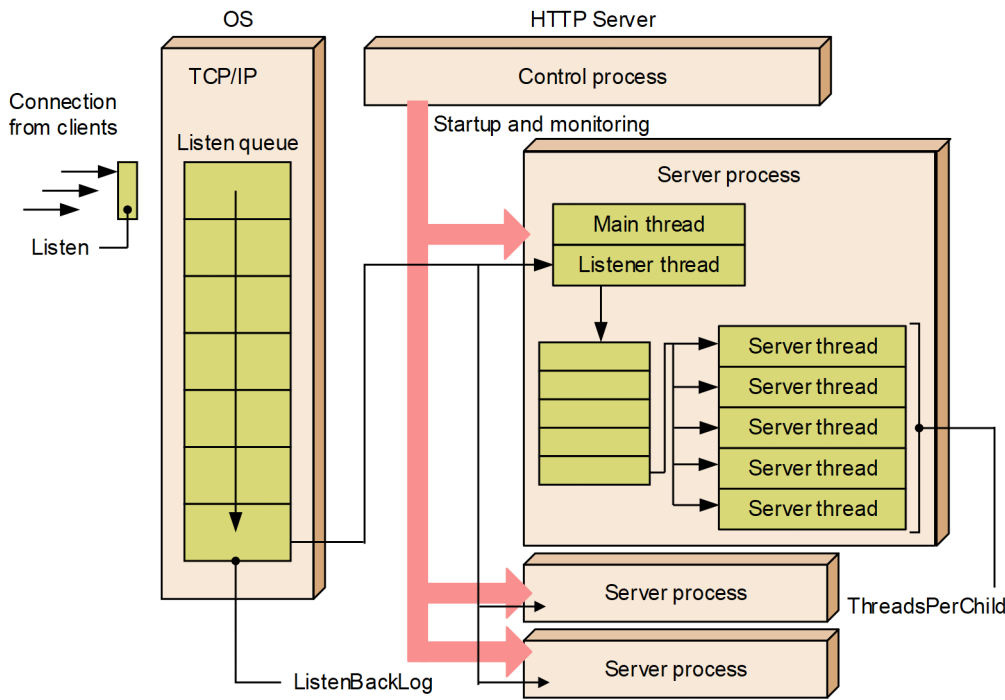 OS
HTTP Server
TCP/IP
Control process
Connection
from clients
Startup and monitoring
Listen queue
Server process
Main thread
Listen
Listener thread
Server thread
Server thread
Server thread
Server thread
Server thread
Server process
ThreadsPerChild
Server process
ListenBackLog